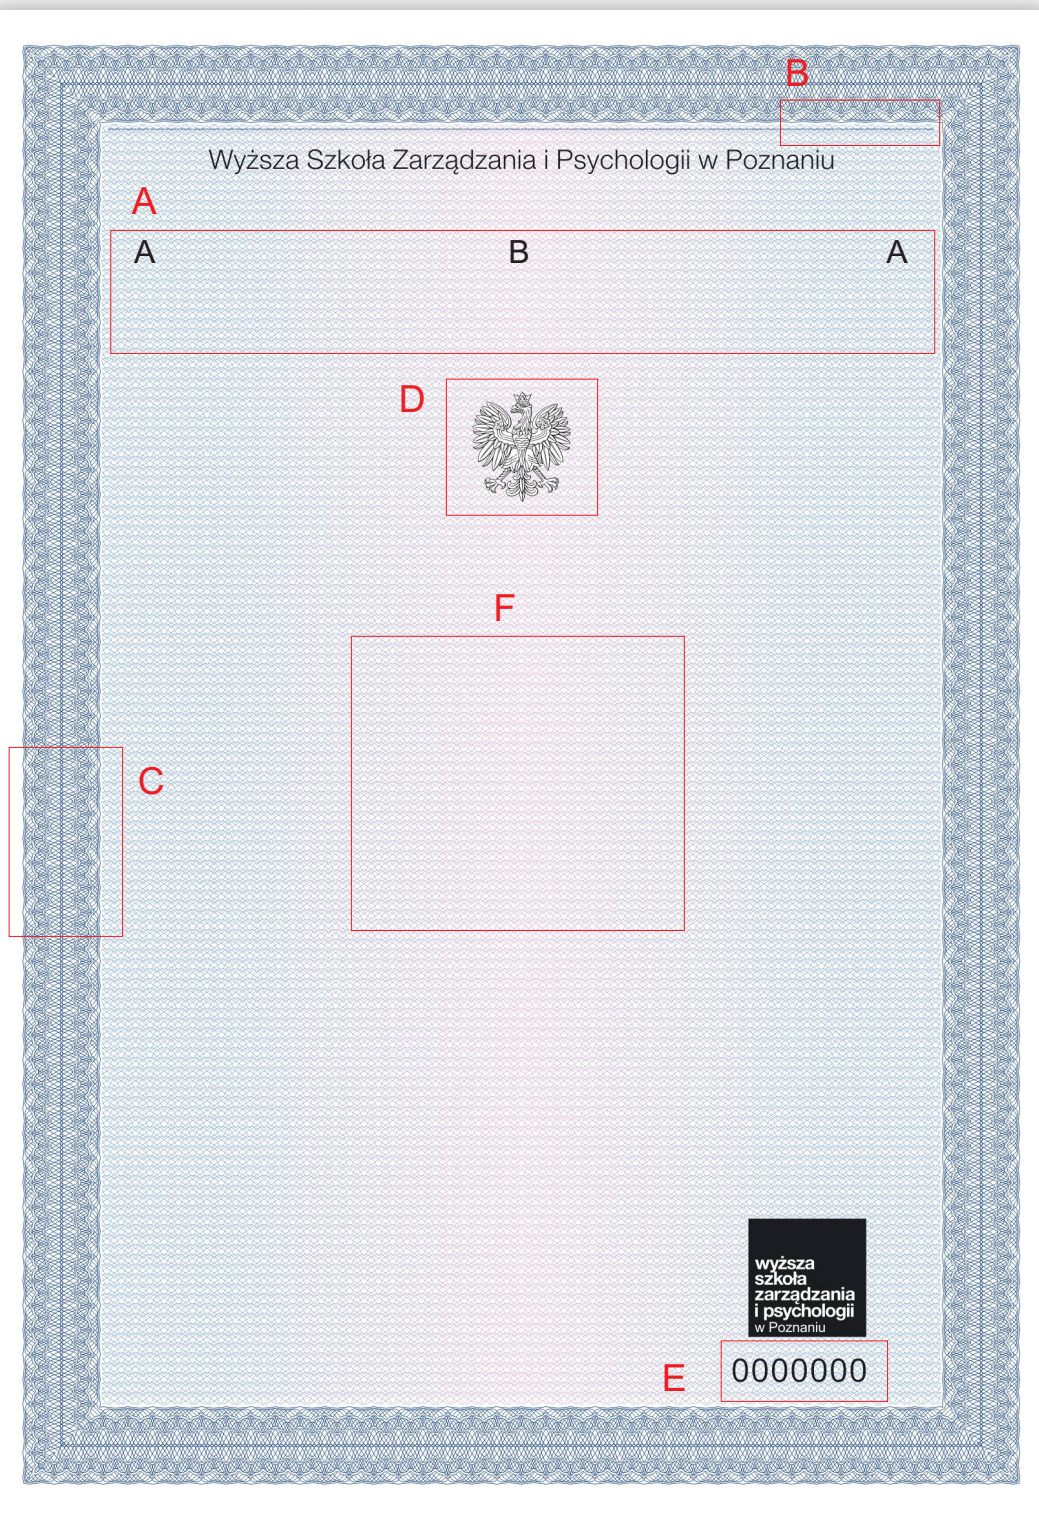 B
Wyższa Szkoła Zarządzania i Psychologii w Poznaniu
A
A B A
D
F
C
wyższa
szkoła
zarządzania
i psychologii
w Poznaniu
E 0000000